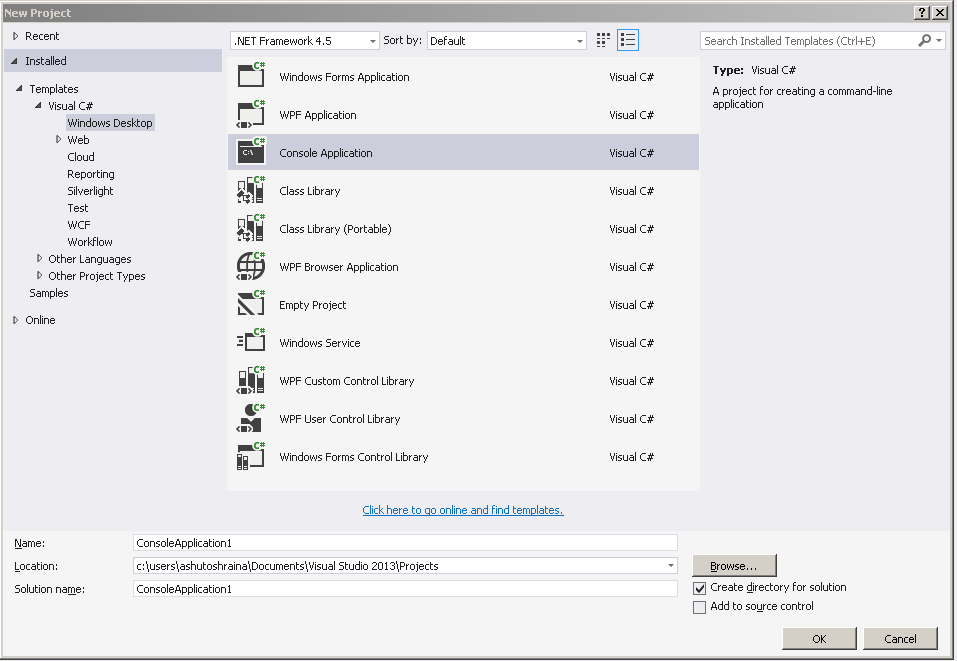 New Project
Recent
Installed
Templates
Visual C#
Windows Desktop
Web
Cloud
Reporting
Silverlight
Test
WCF
Workflow
Other Languages
Other Project Types
Samples
Online
.NET Framework 4.5 Sort by: Default
Windows Forms Application Visual C#
WPF Application Visual C#
Console Application Visual C#
Class Library Visual C#
Class Library (Portable) Visual C#
WPF Browser Application Visual C#
Empty Project Visual C#
Windows Service Visual C#
WPF Custom Control Library Visual C#
WPF User Control Library Visual C#
Windows Forms Control Library Visual C#
Click here to go online and find templates.
Search Installed Templates (Ctrl+E)
Type: Visual C#
A project for creating a command-line
application
Name: ConsoleApplication1
Location: c:\users\ashutoshraina\Documents\Visual Studio 2013\Projects
Browse...
Solution name: ConsoleApplication1
Create directory for solution
Add to source control
OK Cancel